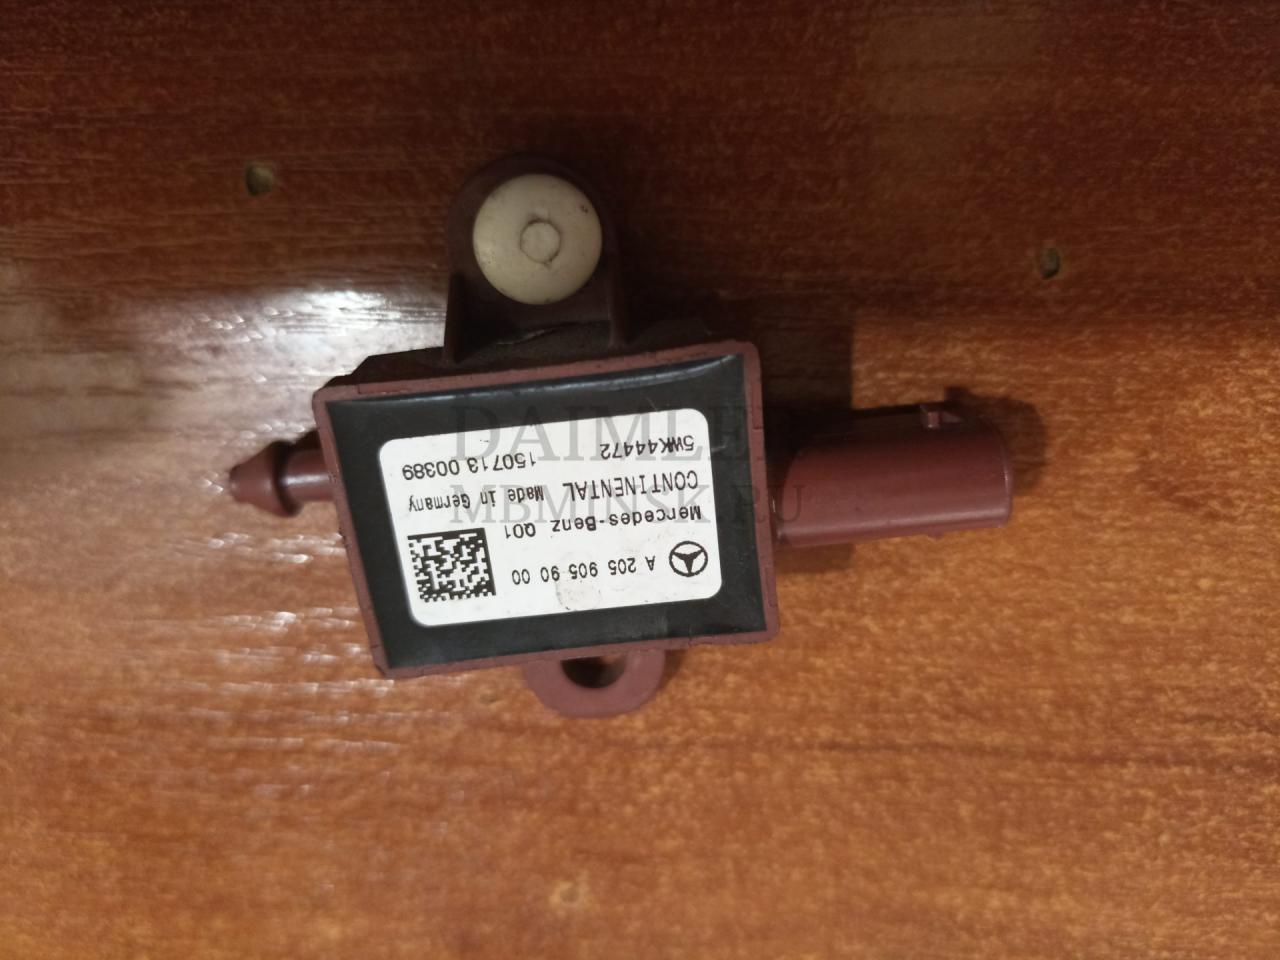 A 205 905 90 00
Mercedes-Benz Q01
CONTINENTAL Made in Germany
5WK44472 150713 00389
DAIMLER
MBMINSK.RU